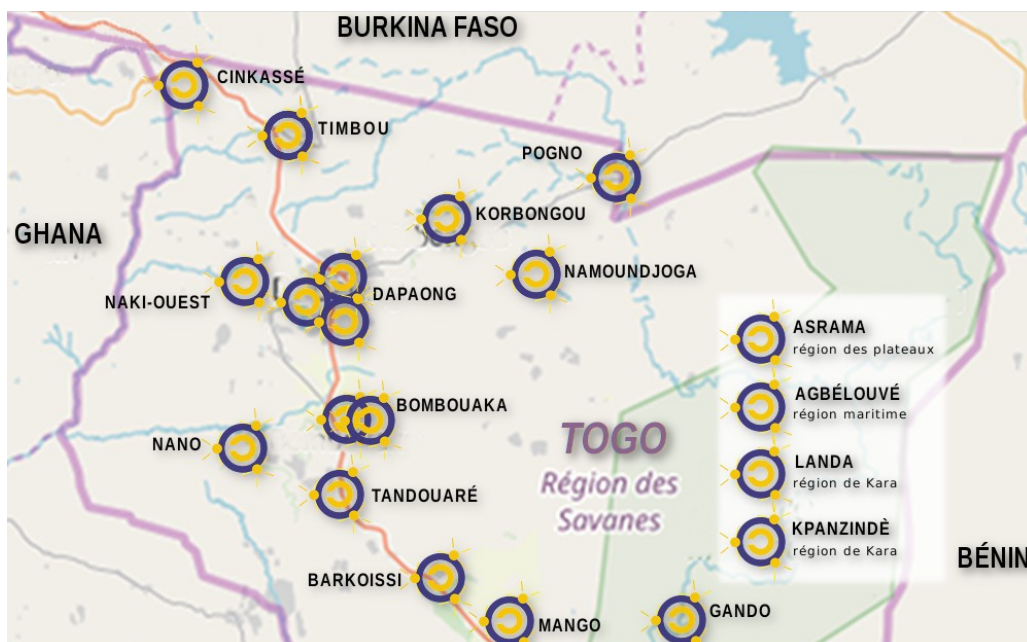 BURKINA FASO
CINKASSÉ
TIMBOU
POGNO
KORBONGOU
GHANA
NAMOUNDJOGA
NAKI-OUEST
DAPAONG
ASRAMA
région des plateaux
AGBÉLOUVÉ
région maritime
BOMBOUAKA
NANO
TOGO
Région des
Savanes
LANDA
région de Kara
TANDOUARÉ
KPANZINDÈ
région de Kara
BÉNIN
BARKOISSI
MANGO
GANDO